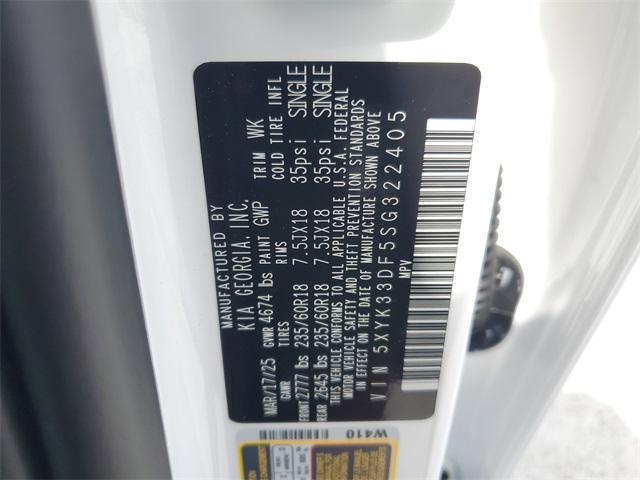 MANUFACTURED BY
KIA GEORGIA, INC.
MAR/17/25 GVWR 4674 lbs PAINT GWP TRIM WK
GAWR TIRES RIMS COLD TIRE INFL
FRONT 2777 lbs 235/60R18 7.5JX18 35psi SINGLE
REAR 2645 lbs 235/60R18 7.5JX18 35psi SINGLE
THIS VEHICLE CONFORMS TO ALL APPLICABLE U.S.A. FEDERAL
MOTOR VEHICLE SAFETY AND THEFT PREVENTION STANDARDS
IN EFFECT ON THE DATE OF MANUFACTURE SHOWN ABOVE
VIN 5XYK33DF5SG322405
MPV
W410